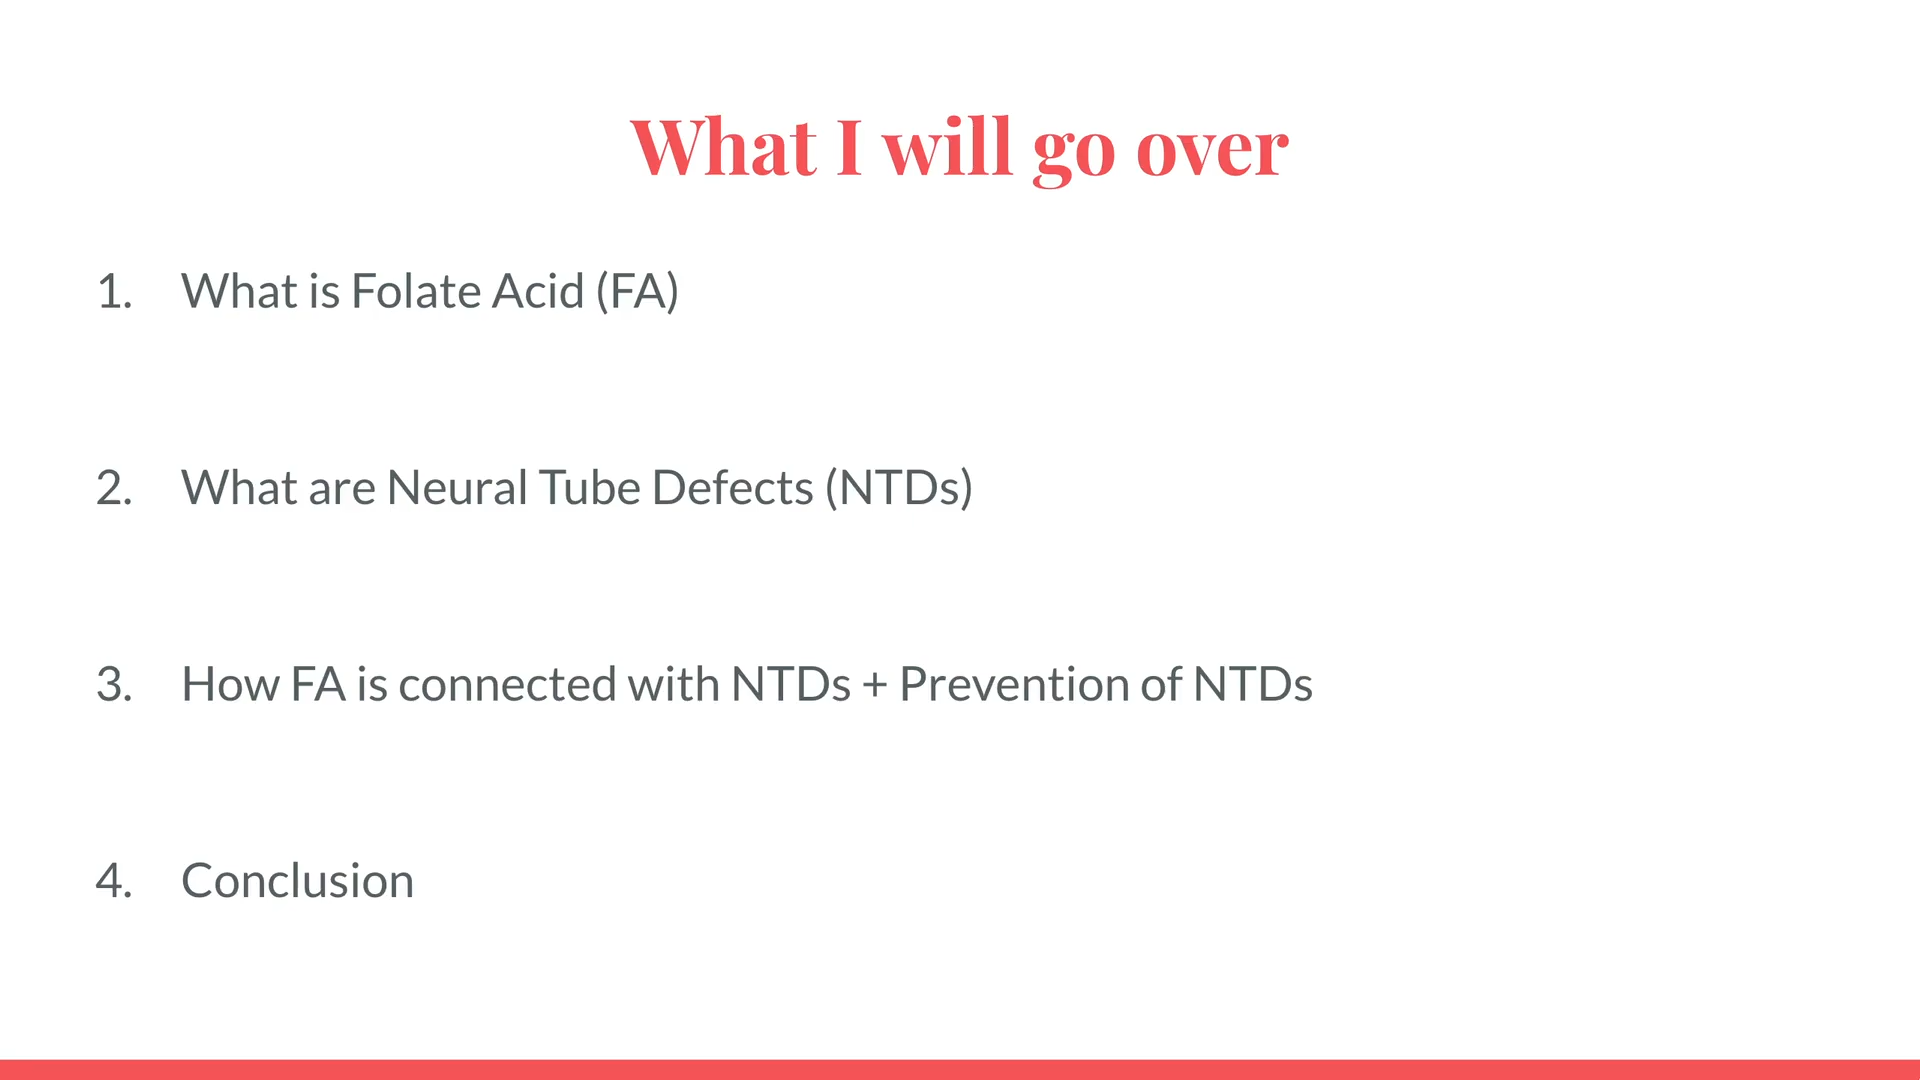 What I will go over
1. What is Folate Acid (FA)
2. What are Neural Tube Defects (NTDs)
3. How FA is connected with NTDs + Prevention of NTDs
4. Conclusion